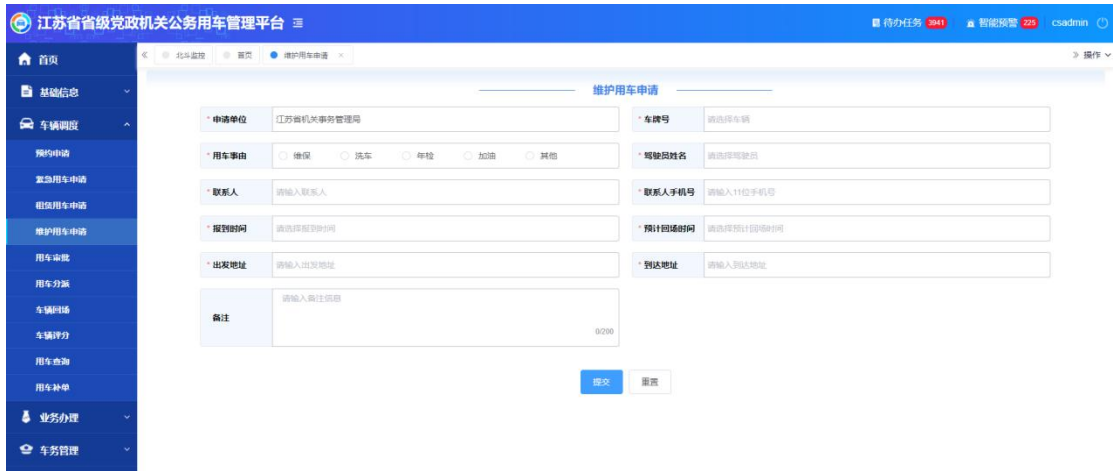 江苏省省级党政机关公务用车管理平台
待办任务 3941 智能预警 225 csadmin
首页
北斗监控 首页 维护用车申请 × 操作
基础信息
维护用车申请
车辆调度
* 申请单位 江苏省机关事务管理局 * 车牌号 请选择车辆
预约申请
* 用车事由 维保 洗车 年检 加油 其他 * 驾驶员姓名 请选择驾驶员
紧急用车申请
* 联系人 请输入联系人 * 联系人手机号 请输入11位手机号
租赁用车申请
维护用车申请
* 报到时间 请选择报到时间 * 预计回场时间 请选择预计回场时间
用车审批
* 出发地址 请输入出发地址 * 到达地址 请输入到达地址
用车分派
车辆回场
备注 请输入备注信息
0/200
车辆评分
用车查询
用车补单
提交 重置
业务办理
车务管理